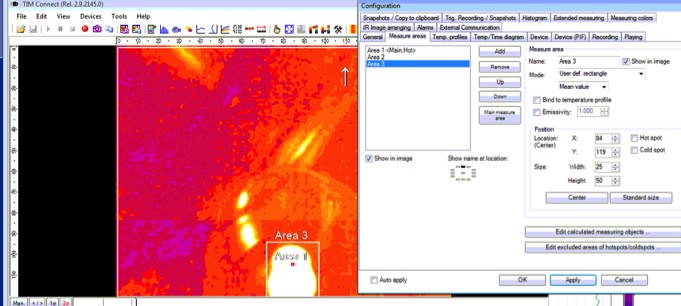 TIM Connect (Rel. 2.9.2145.0)
File Edit View Devices Tools Help
Configuration
Snapshots / Copy to clipboard Trig. Recording / Snapshots Histogram Extended measuring Measuring colors
IR Image arranging Alarms External Communication
General Measure areas Temp. profiles Temp./Time diagram Device Device (PIF) Recording Playing
Area 1 <Main,Hot>
Area 2
Area 3
Add
Remove
Up
Down
Main measure
area
Show in image
Show name at location:
Measure area
Name: Area 3 Show in image
Mode: User def. rectangle
Mean value
Bind to temperature profile
Emissivity: 1.000
Position
Location: X: 84 Hot spot
(Center) Y: 119 Cold spot
Size: Width: 25
Height: 50
Center Standard size
Edit calculated measuring objects ...
Edit excluded areas of hotspots/coldspots ...
Auto apply OK Apply Cancel
Area 3
Area 1
Man. </> 1σ 3σ